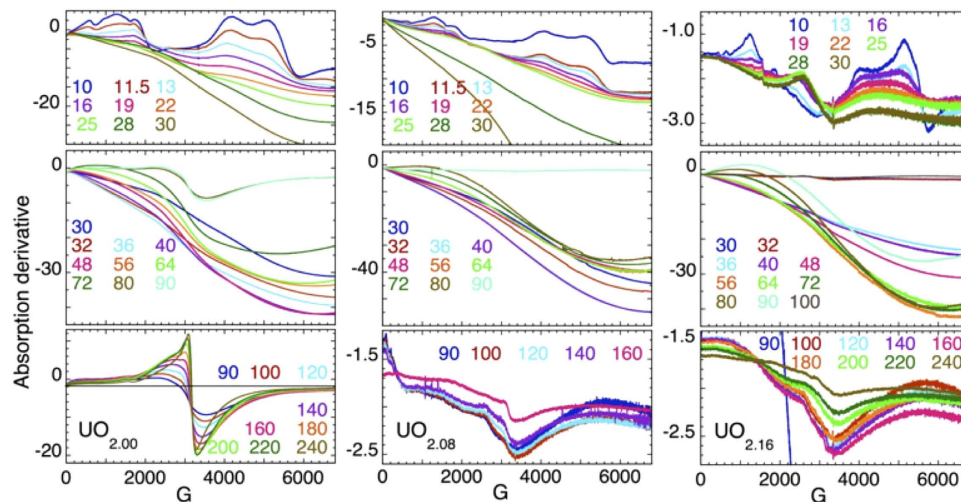 0
-20
10 11.5 13
16 19 22
25 28 30
-5
-15
10 11.5 13
16 19 22
25 28 30
-1.0
-3.0
10 13 16
19 22 25
28 30
Absorption derivative
0
-30
30
32 36 40
48 56 64
72 80 90
0
-40
30
32 36 40
48 56 64
72 80 90
0
-30
30 32
36 40 48
56 64 72
80 90 100
0
-20
90 100 120
140
160 180
200 220 240
UO2.00
0 2000 4000 6000
G
-1.5
-2.5
90 100 120 140 160
UO2.08
0 2000 4000 6000
G
-1.5
-2.5
90 100 120 140 160
180 200 220 240
UO2.16
0 2000 4000 6000
G